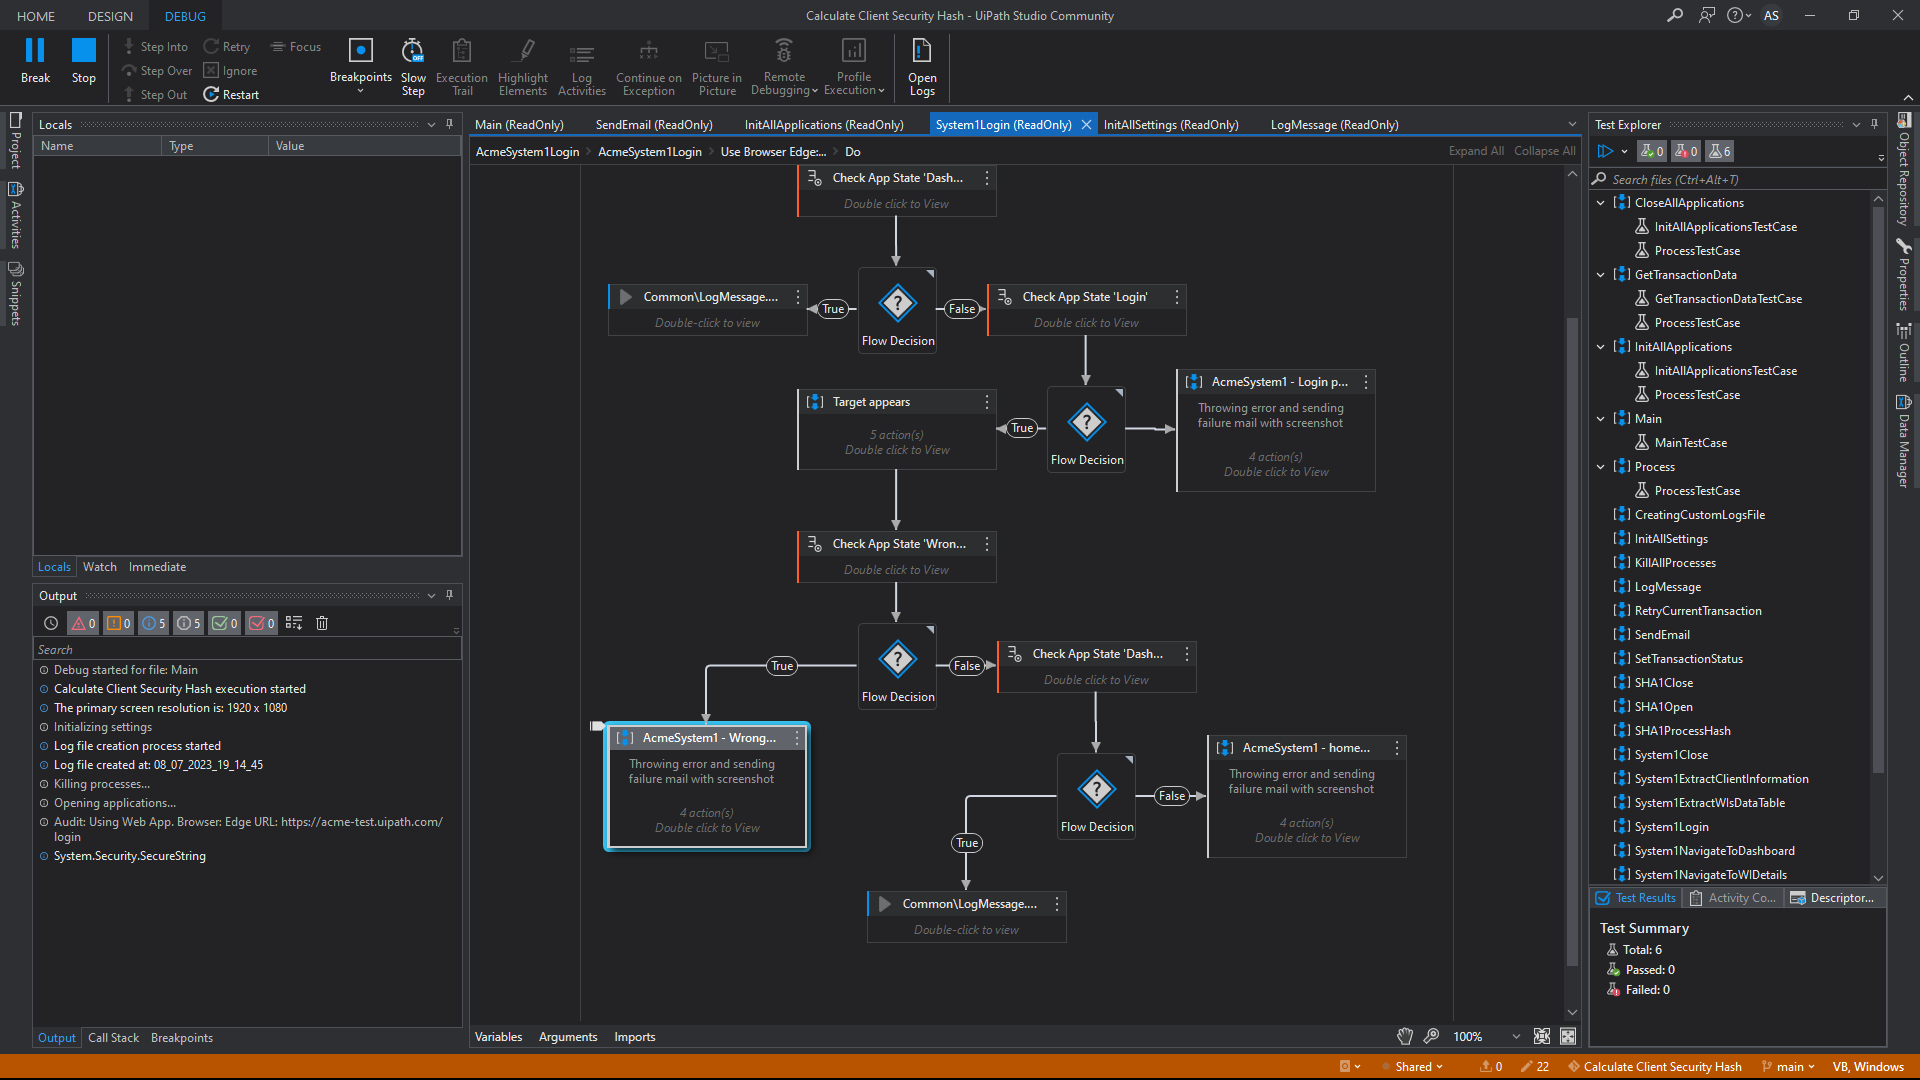 HOME DESIGN DEBUG
Calculate Client Security Hash - UiPath Studio Community
AS
Break
Stop
Step Into
Step Over
Step Out
Retry
Ignore
Restart
Focus
Breakpoints
Slow Step
OFF
Execution Trail
Highlight Elements
Log Activities
Continue on Exception
Picture in Picture
Remote Debugging
Profile Execution
Open Logs
Project
Activities
Snippets
Locals
Name Type Value
Locals Watch Immediate
Output
0 0 5 5 0 0
Search
Debug started for file: Main
Calculate Client Security Hash execution started
The primary screen resolution is: 1920 x 1080
Initializing settings
Log file creation process started
Log file created at: 08_07_2023_19_14_45
Killing processes...
Opening applications...
Audit: Using Web App. Browser: Edge URL: https://acme-test.uipath.com/
login
System.Security.SecureString
Output Call Stack Breakpoints
Main (ReadOnly) SendEmail (ReadOnly) InitAllApplications (ReadOnly) System1Login (ReadOnly) InitAllSettings (ReadOnly) LogMessage (ReadOnly)
AcmeSystem1Login AcmeSystem1Login Use Browser Edge:... Do
Expand All Collapse All
Check App State 'Dash...
Double click to View
Common\LogMessage....
Double-click to view
True
Flow Decision
False
Check App State 'Login'
Double click to View
Target appears
5 action(s)
Double click to View
True
Flow Decision
AcmeSystem1 - Login p...
Throwing error and sending
failure mail with screenshot
4 action(s)
Double click to View
Check App State 'Wron...
Double click to View
True
Flow Decision
False
Check App State 'Dash...
Double click to View
AcmeSystem1 - Wrong...
Throwing error and sending
failure mail with screenshot
4 action(s)
Double click to View
Flow Decision
False
AcmeSystem1 - home...
Throwing error and sending
failure mail with screenshot
4 action(s)
Double click to View
True
Common\LogMessage....
Double-click to view
Variables Arguments Imports
100%
Test Explorer
0 0 6
Search files (Ctrl+Alt+T)
CloseAllApplications
InitAllApplicationsTestCase
ProcessTestCase
GetTransactionData
GetTransactionDataTestCase
ProcessTestCase
InitAllApplications
InitAllApplicationsTestCase
ProcessTestCase
Main
MainTestCase
Process
ProcessTestCase
CreatingCustomLogsFile
InitAllSettings
KillAllProcesses
LogMessage
RetryCurrentTransaction
SendEmail
SetTransactionStatus
SHA1Close
SHA1Open
SHA1ProcessHash
System1Close
System1ExtractClientInformation
System1ExtractWIsDataTable
System1Login
System1NavigateToDashboard
System1NavigateToWIDetails
Test Results Activity Co... Descriptor...
Test Summary
Total: 6
Passed: 0
Failed: 0
Object Repository
Properties
Outline
Data Manager
Shared 0 22 Calculate Client Security Hash main VB, Windows